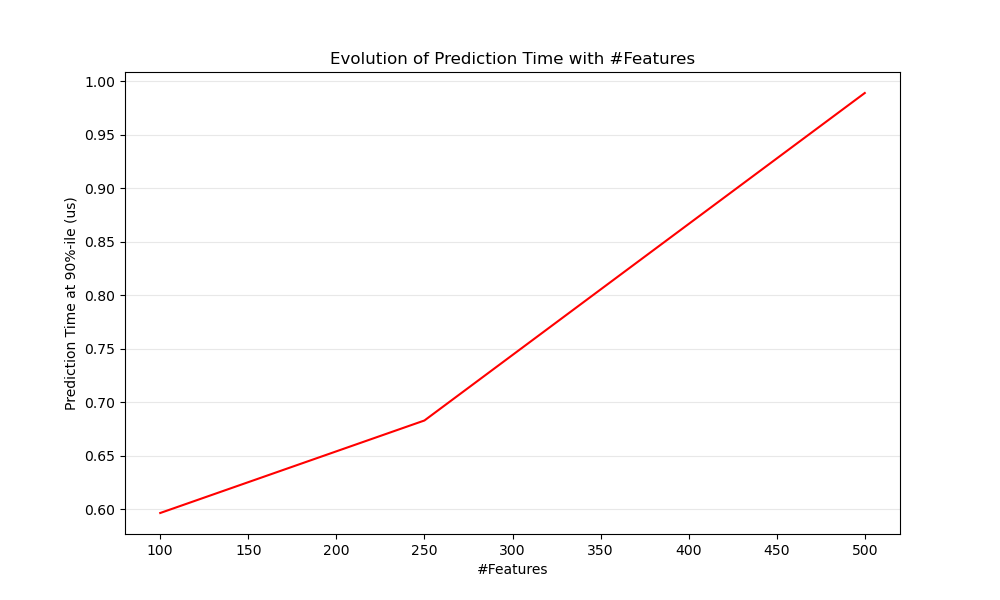 Evolution of Prediction Time with #Features
Prediction Time at 90%-ile (us)
1.00
0.95
0.90
0.85
0.80
0.75
0.70
0.65
0.60
100 150 200 250 300 350 400 450 500
#Features